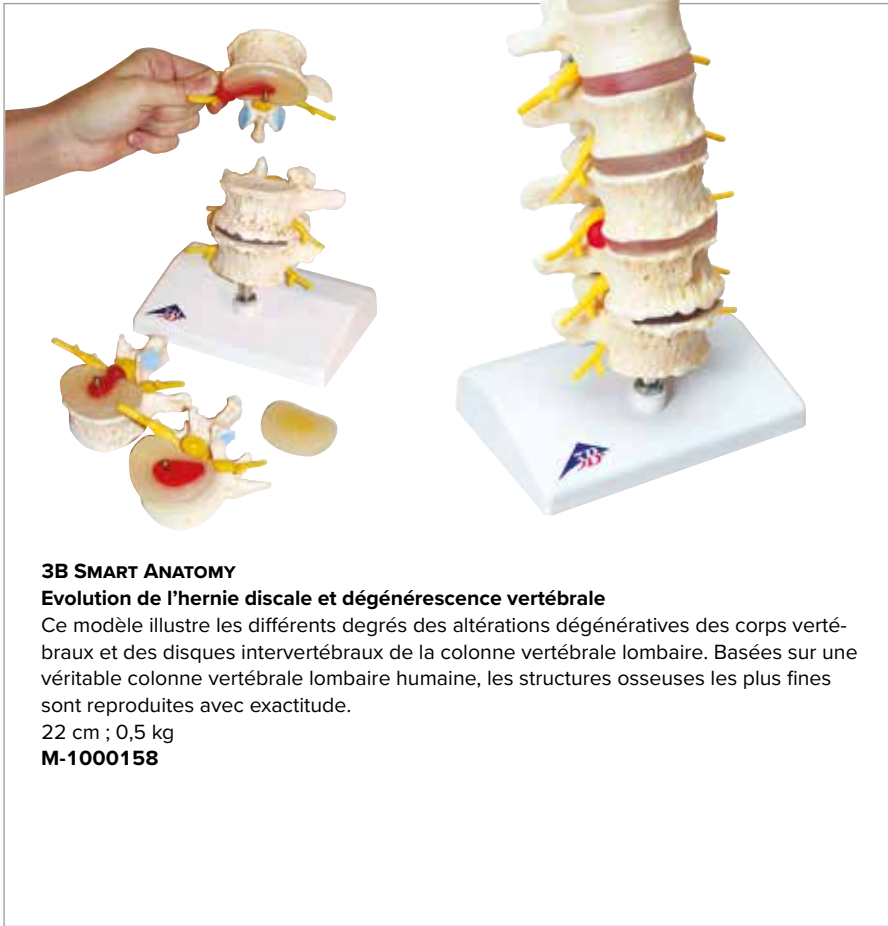 3B
3B
3B SMART ANATOMY
Evolution de l’hernie discale et dégénérescence vertébrale
Ce modèle illustre les différents degrés des altérations dégénératives des corps verté-
braux et des disques intervertébraux de la colonne vertébrale lombaire. Basées sur une
véritable colonne vertébrale lombaire humaine, les structures osseuses les plus fines
sont reproduites avec exactitude.
22 cm ; 0,5 kg
M-1000158